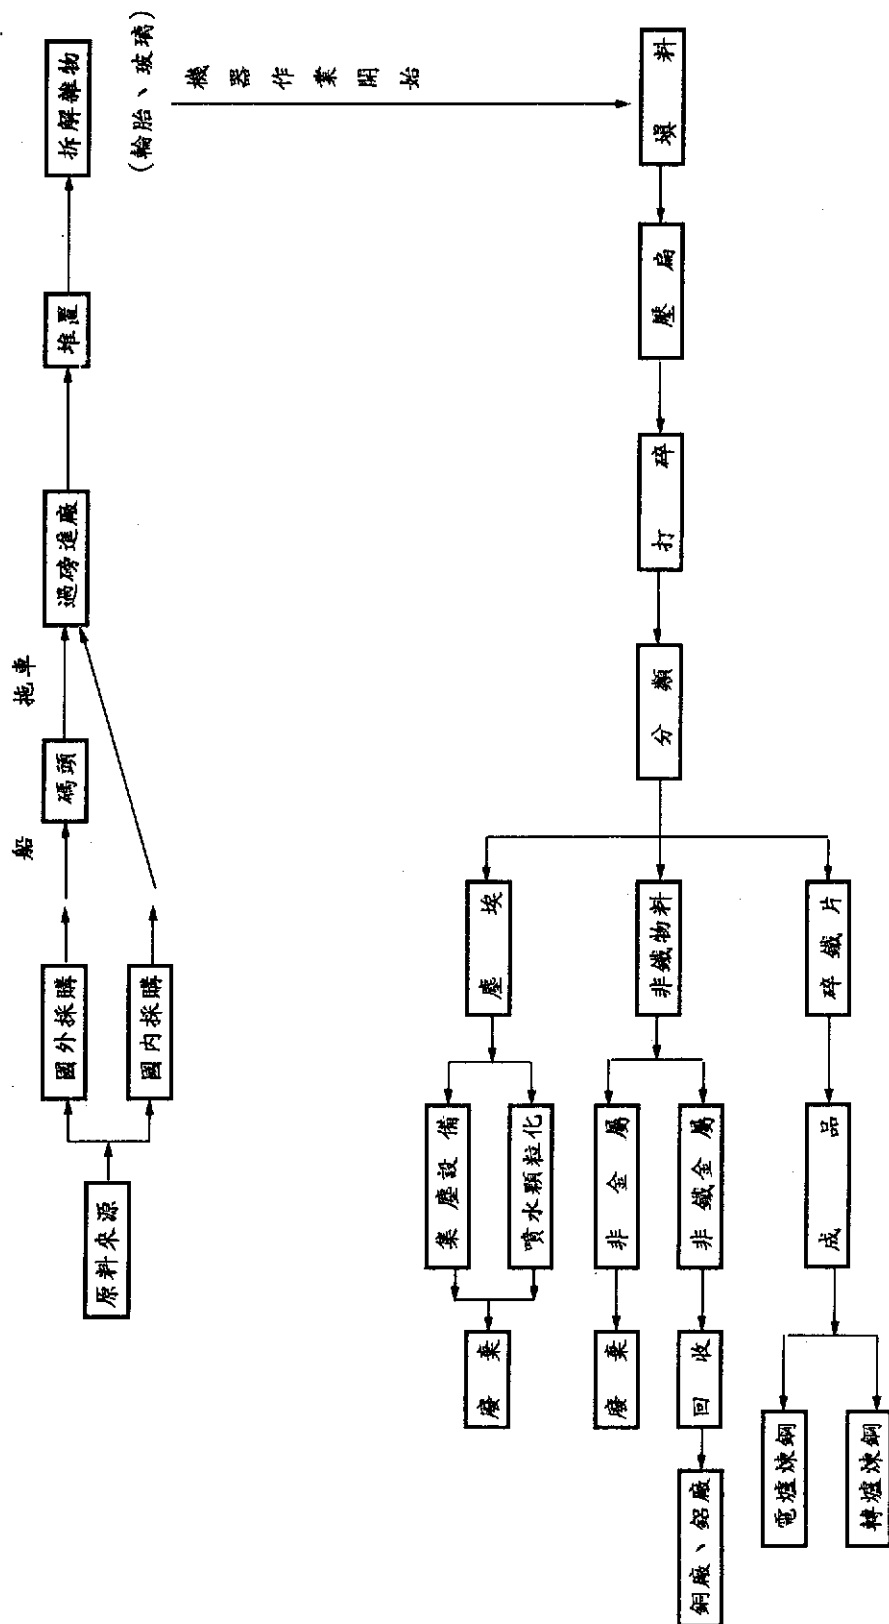 原料來源
國外採購
國內採購
船
碼頭
拖車
過磅進廠
堆置
拆解雜物
(輪胎、玻璃)
機器作業開始
填料
壓扁
打碎
分類
塵埃
集塵設備
噴水顆粒化
廢棄
非鐵物料
非金屬
廢棄
非鐵金屬
回收
銅廠、鋁廠
碎鐵片
成品
電爐煉鋼
轉爐煉鋼